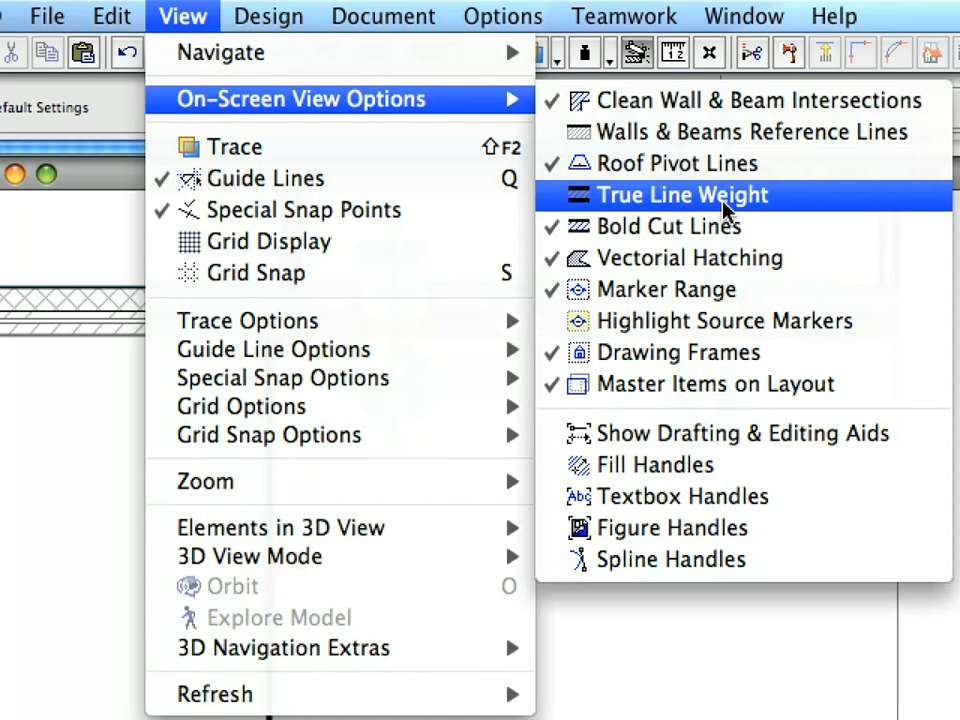 File Edit View Design Document Options Teamwork Window Help
efault Settings
Navigate
On-Screen View Options
Trace ⇧F2
Guide Lines Q
Special Snap Points
Grid Display
Grid Snap S
Trace Options
Guide Line Options
Special Snap Options
Grid Options
Grid Snap Options
Zoom
Elements in 3D View
3D View Mode
Orbit O
Explore Model
3D Navigation Extras
Refresh
Clean Wall & Beam Intersections
Walls & Beams Reference Lines
Roof Pivot Lines
True Line Weight
Bold Cut Lines
Vectorial Hatching
Marker Range
Highlight Source Markers
Drawing Frames
Master Items on Layout
Show Drafting & Editing Aids
Fill Handles
Textbox Handles
Figure Handles
Spline Handles